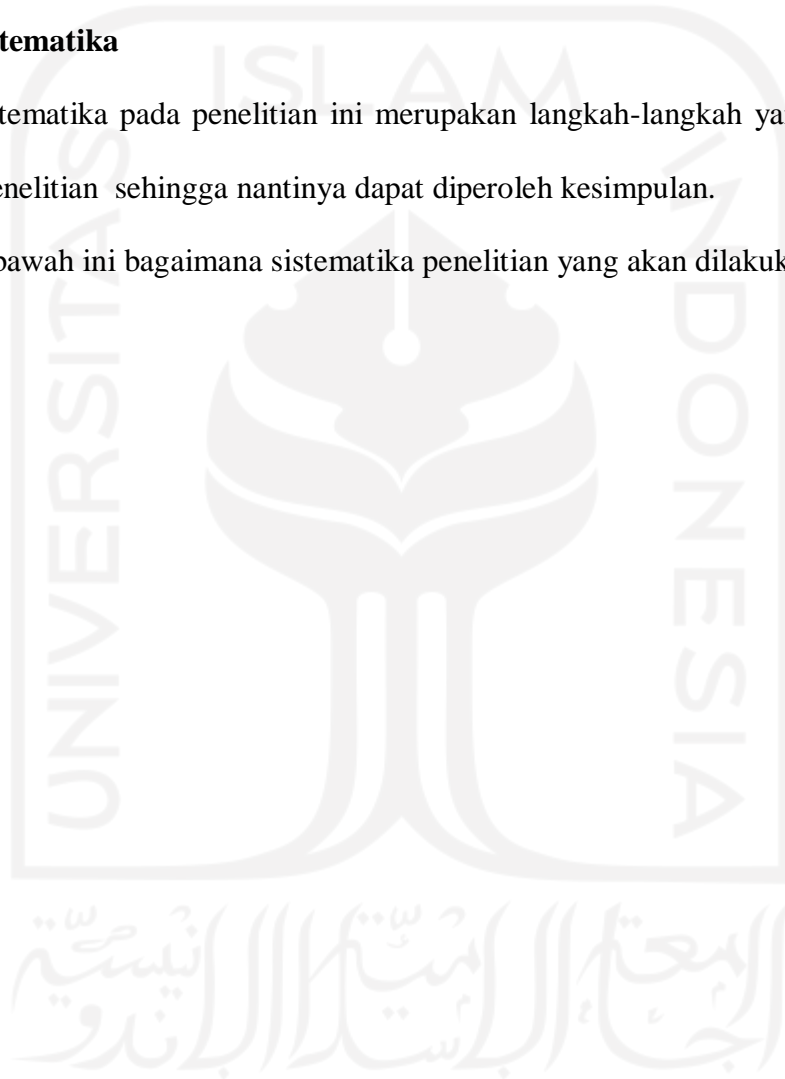 tematika
tematika pada penelitian ini merupakan langkah-langkah ya
enelitian sehingga nantinya dapat diperoleh kesimpulan.
bawah ini bagaimana sistematika penelitian yang akan dilakuk
ISLAM
UNIVERSITAS
INDONESIA